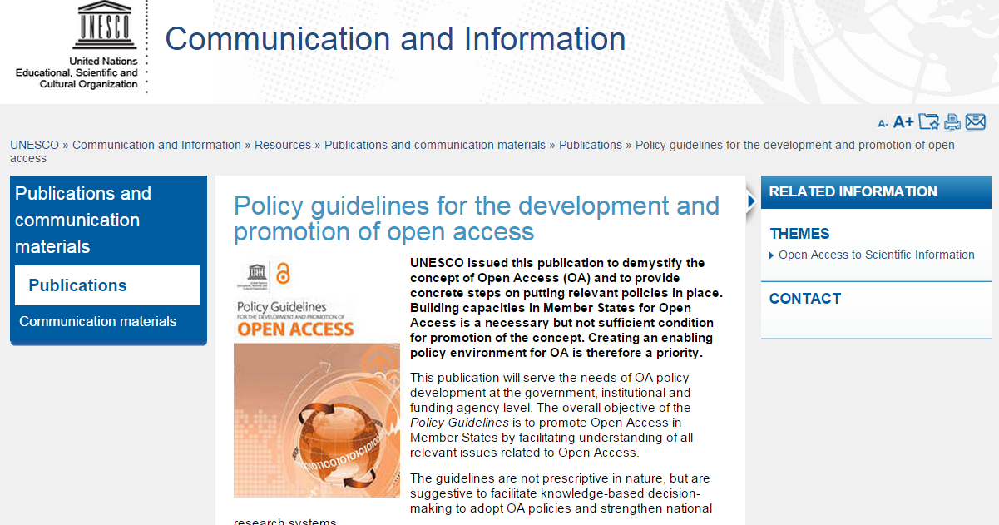 UNESCO
United Nations
Educational, Scientific and
Cultural Organization
Communication and Information
A- A+
UNESCO » Communication and Information » Resources » Publications and communication materials » Publications » Policy guidelines for the development and promotion of open
access
Publications and
communication
materials
Publications
Communication materials
Policy guidelines for the development and
promotion of open access
Policy Guidelines
FOR THE DEVELOPMENT AND PROMOTION OF
OPEN ACCESS
UNESCO issued this publication to demystify the
concept of Open Access (OA) and to provide
concrete steps on putting relevant policies in place.
Building capacities in Member States for Open
Access is a necessary but not sufficient condition
for promotion of the concept. Creating an enabling
policy environment for OA is therefore a priority.
This publication will serve the needs of OA policy
development at the government, institutional and
funding agency level. The overall objective of the
Policy Guidelines is to promote Open Access in
Member States by facilitating understanding of all
relevant issues related to Open Access.
The guidelines are not prescriptive in nature, but are
suggestive to facilitate knowledge-based decision-
making to adopt OA policies and strengthen national
research systems
RELATED INFORMATION
THEMES
Open Access to Scientific Information
CONTACT